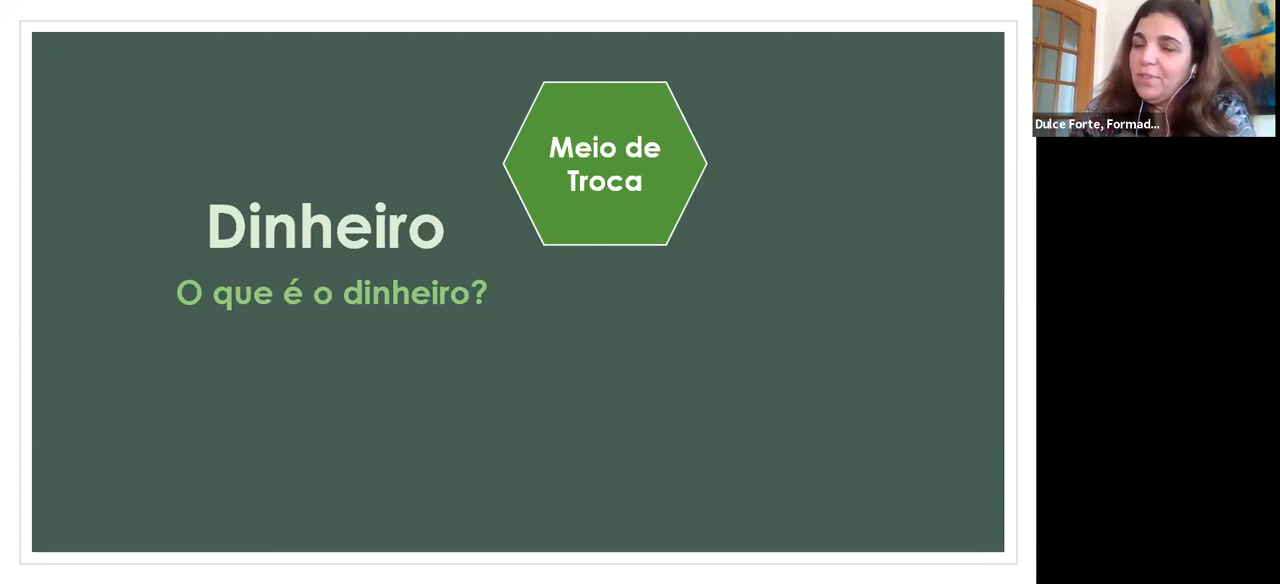 Meio de
Troca
Dinheiro
O que é o dinheiro?
Dulce Forte, Formad...